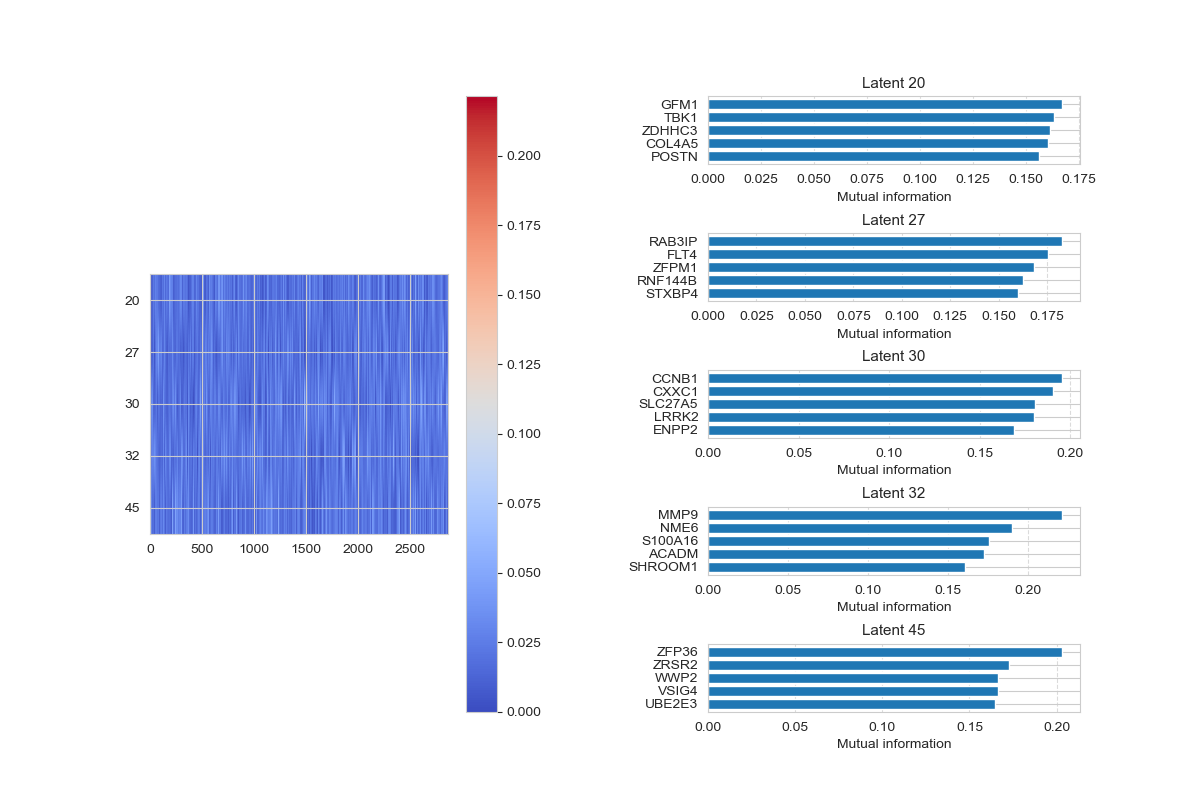 0.200
0.175
0.150
0.125
0.100
0.075
0.050
0.025
0.000
20
27
30
32
45
0 500 1000 1500 2000 2500
Latent 20
GFM1
TBK1
ZDHHC3
COL4A5
POSTN
0.000 0.025 0.050 0.075 0.100 0.125 0.150 0.175
Mutual information
Latent 27
RAB3IP
FLT4
ZFPM1
RNF144B
STXBP4
0.000 0.025 0.050 0.075 0.100 0.125 0.150 0.175
Mutual information
Latent 30
CCNB1
CXXC1
SLC27A5
LRRK2
ENPP2
0.00 0.05 0.10 0.15 0.20
Mutual information
Latent 32
MMP9
NME6
S100A16
ACADM
SHROOM1
0.00 0.05 0.10 0.15 0.20
Mutual information
Latent 45
ZFP36
ZRSR2
WWP2
VSIG4
UBE2E3
0.00 0.05 0.10 0.15 0.20
Mutual information